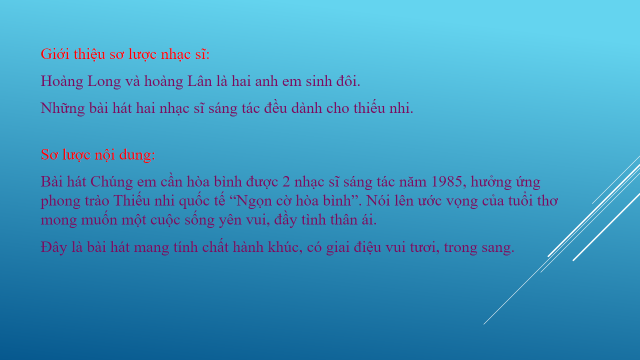 Giới thiệu sơ lược nhạc sĩ:
Hoàng Long và hoàng Lân là hai anh em sinh đôi.
Những bài hát hai nhạc sĩ sáng tác đều dành cho thiếu nhi.
Sơ lược nội dung:
Bài hát Chúng em cần hòa bình được 2 nhạc sĩ sáng tác năm 1985, hưởng ứng
phong trào Thiếu nhi quốc tế “Ngọn cờ hòa bình”. Nói lên ước vọng của tuổi thơ
mong muốn một cuộc sống yên vui, đầy tình thân ái.
Đây là bài hát mang tính chất hành khúc, có giai điệu vui tươi, trong sang.